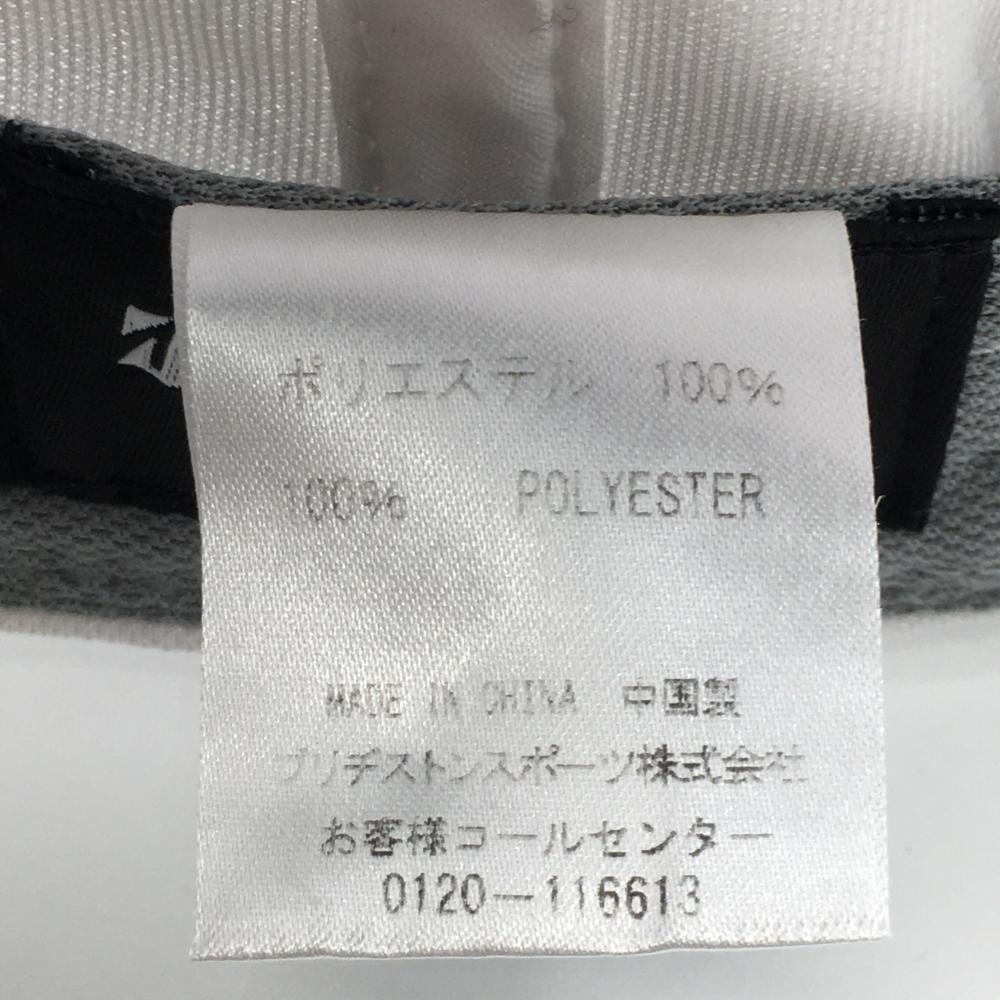 ポリエステル 100%
100% POLYESTER
MADE IN CHINA 中国製
ブリヂストンスポーツ株式会社
お客様コールセンター
0120-116613